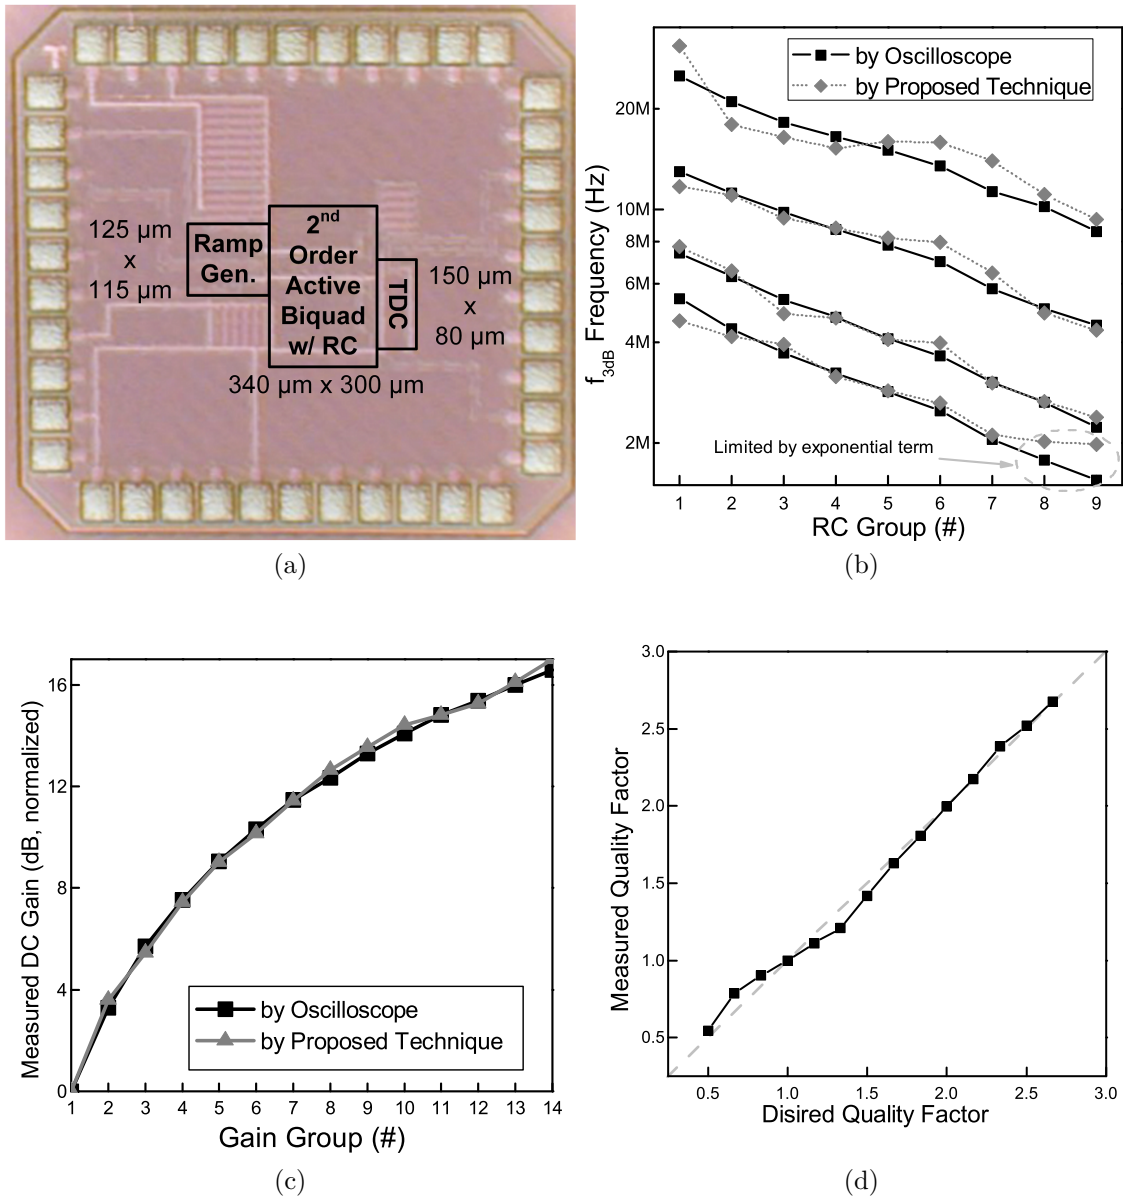 125 µm
x
115 µm
Ramp
Gen.
2nd
Order
Active
Biquad
w/ RC
TDC
150 µm
x
80 µm
340 µm x 300 µm
(a)
f3dB Frequency (Hz)
20M
10M
8M
6M
4M
2M
by Oscilloscope
by Proposed Technique
Limited by exponential term
1 2 3 4 5 6 7 8 9
RC Group (#)
(b)
Measured DC Gain (dB, normalized)
16
12
8
4
0
by Oscilloscope
by Proposed Technique
1 2 3 4 5 6 7 8 9 10 11 12 13 14
Gain Group (#)
(c)
Measured Quality Factor
3.0
2.5
2.0
1.5
1.0
0.5
0.5 1.0 1.5 2.0 2.5 3.0
Disired Quality Factor
(d)